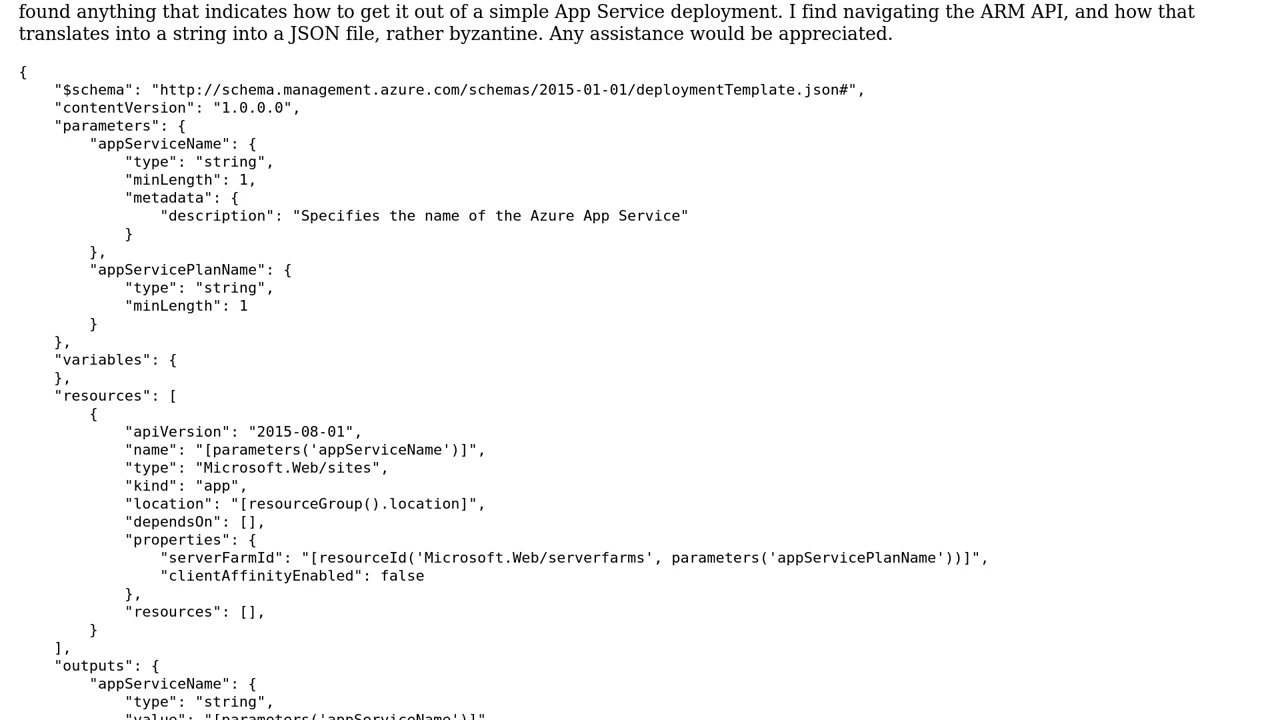 found anything that indicates how to get it out of a simple App Service deployment. I find navigating the ARM API, and how that
translates into a string into a JSON file, rather byzantine. Any assistance would be appreciated.
{
    "$schema": "http://schema.management.azure.com/schemas/2015-01-01/deploymentTemplate.json#",
    "contentVersion": "1.0.0.0",
    "parameters": {
        "appServiceName": {
            "type": "string",
            "minLength": 1,
            "metadata": {
                "description": "Specifies the name of the Azure App Service"
            }
        },
        "appServicePlanName": {
            "type": "string",
            "minLength": 1
        }
    },
    "variables": {
    },
    "resources": [
        {
            "apiVersion": "2015-08-01",
            "name": "[parameters('appServiceName')]",
            "type": "Microsoft.Web/sites",
            "kind": "app",
            "location": "[resourceGroup().location]",
            "dependsOn": [],
            "properties": {
                "serverFarmId": "[resourceId('Microsoft.Web/serverfarms', parameters('appServicePlanName'))]",
                "clientAffinityEnabled": false
            },
            "resources": [],
        }
    ],
    "outputs": {
        "appServiceName": {
            "type": "string",
            "value": "[parameters('appServiceName')]"